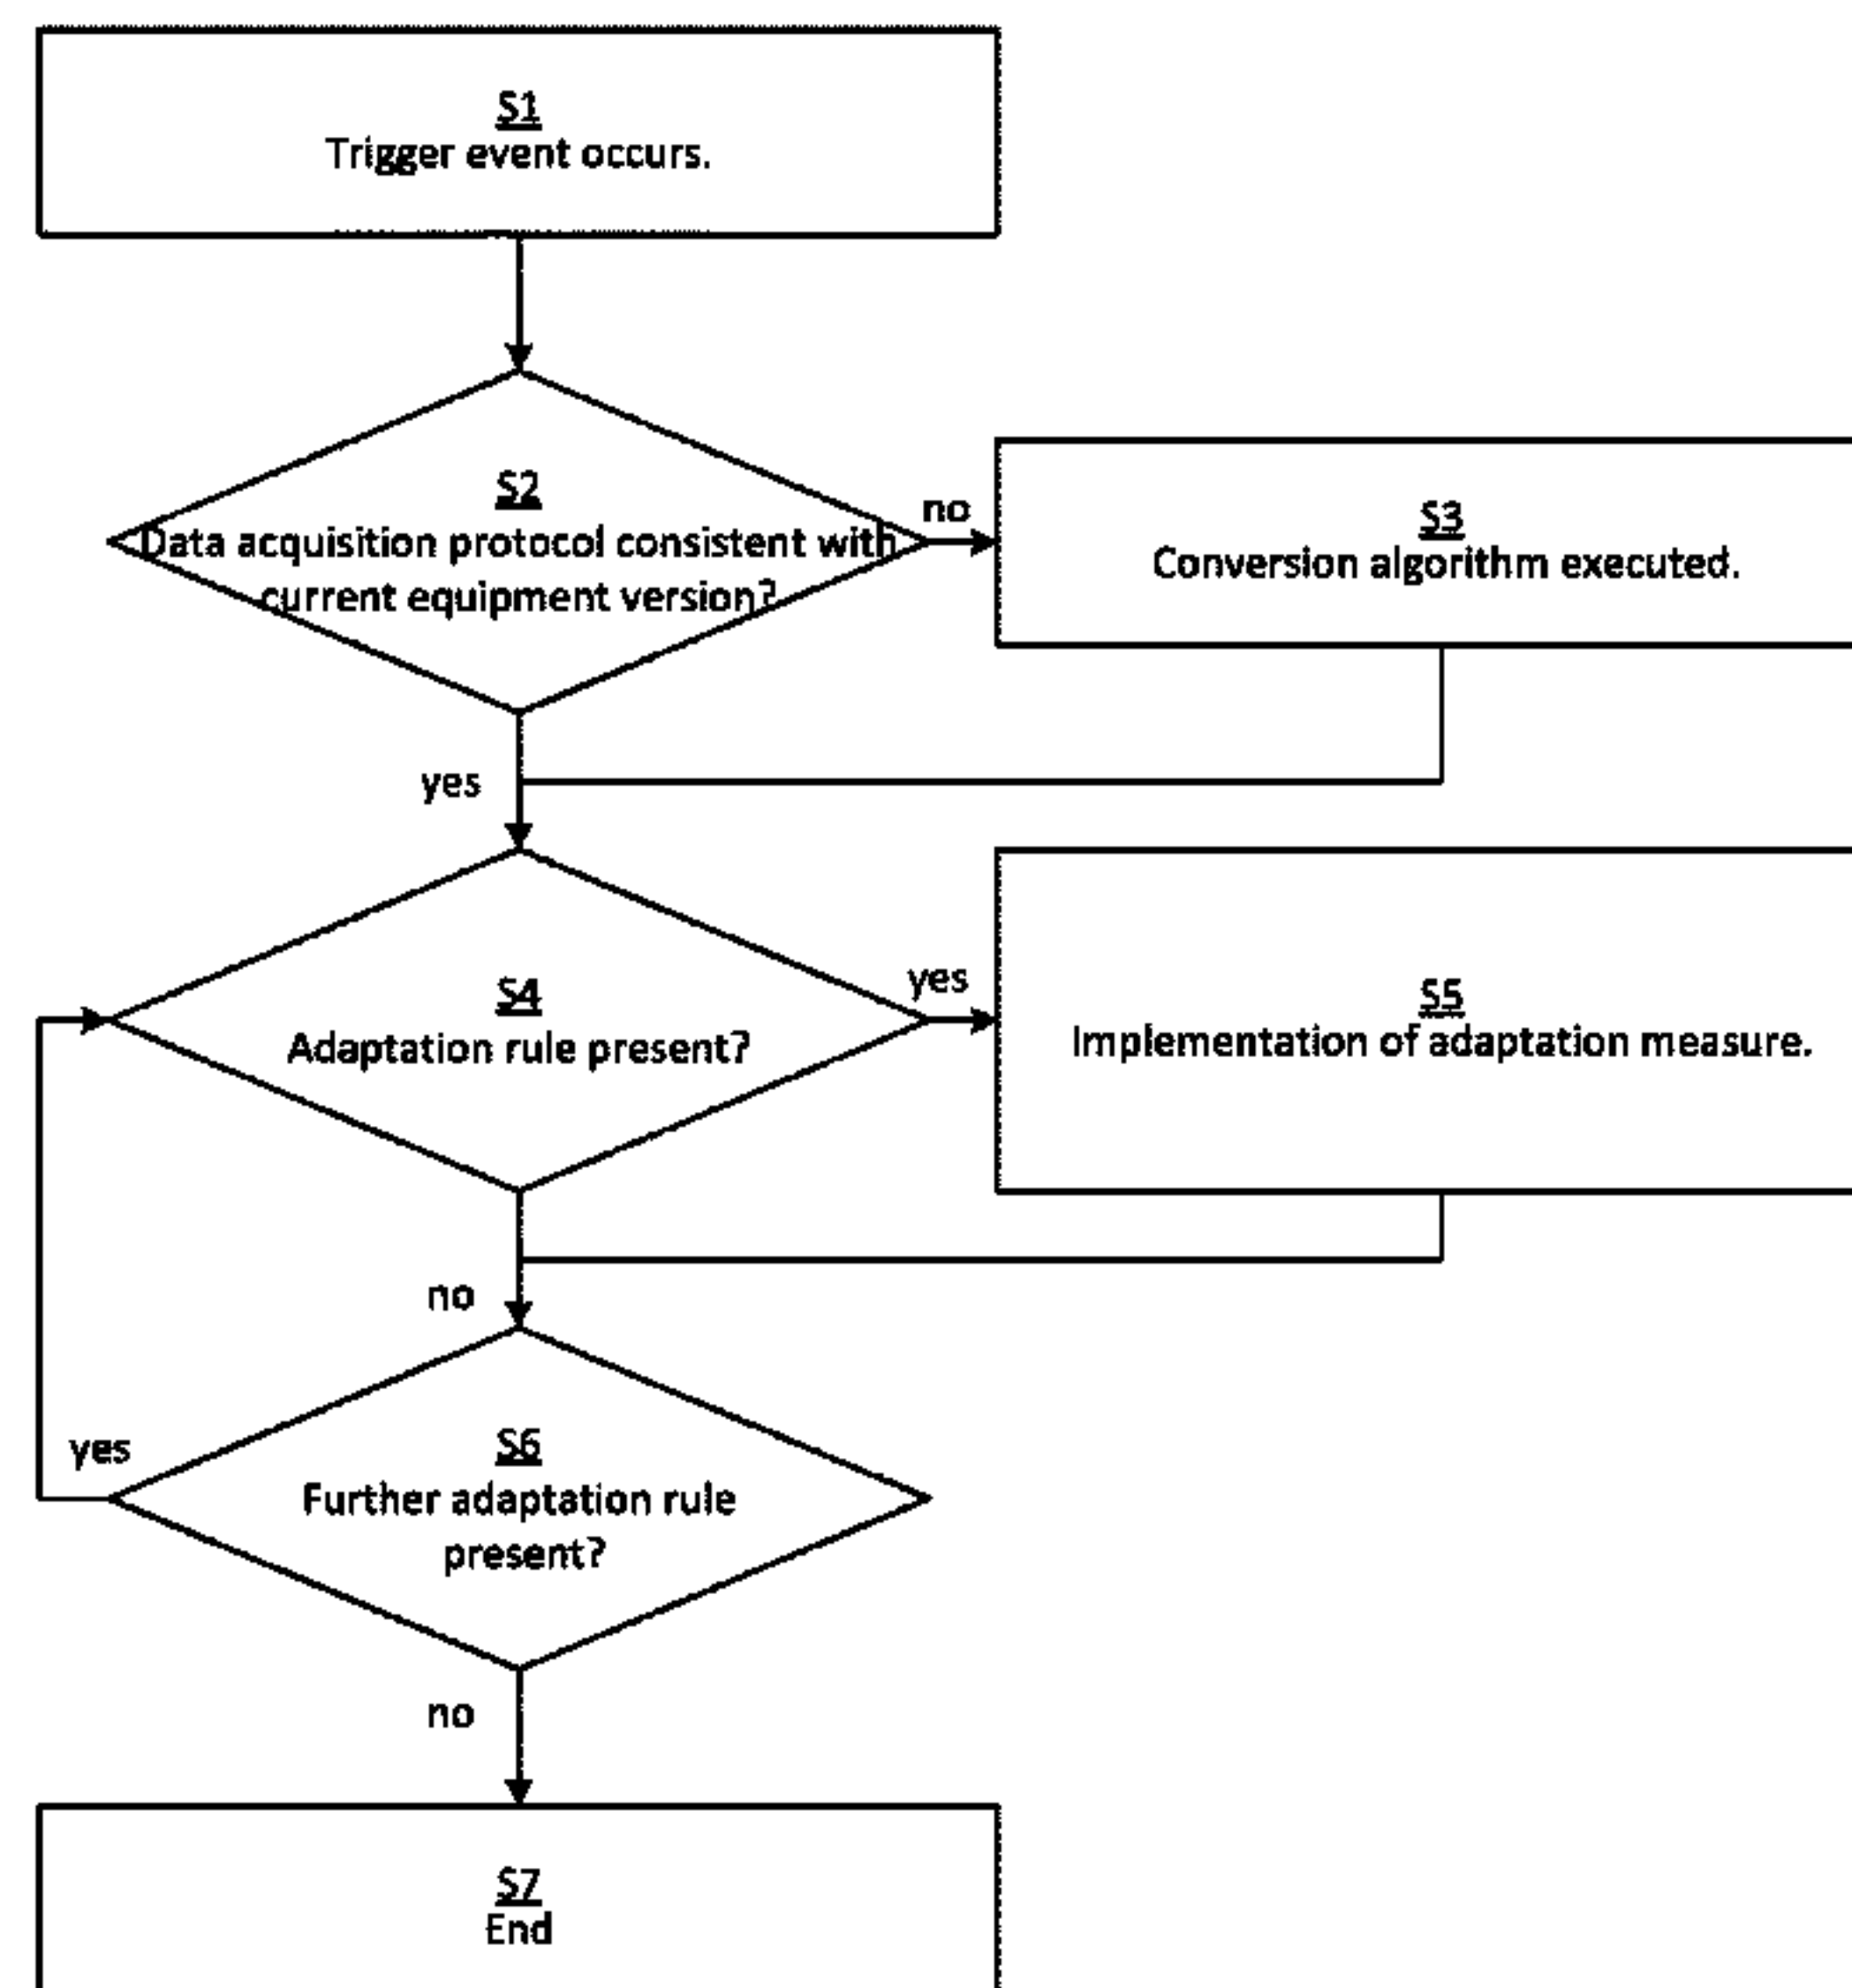 S1
Trigger event occurs.
S2
Data acquisition protocol consistent with
current equipment version?
no
S3
Conversion algorithm executed.
yes
S4
Adaptation rule present?
yes
S5
Implementation of adaptation measure.
no
S6
Further adaptation rule
present?
yes
no
S7
End